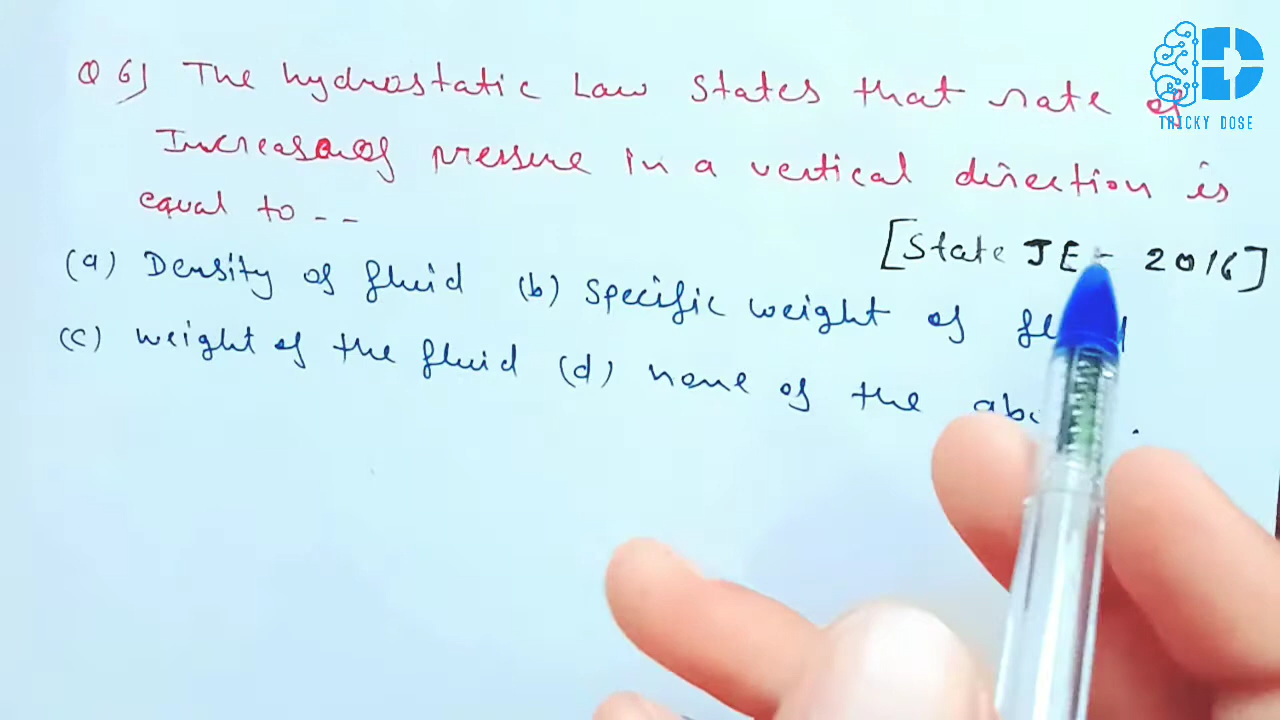 Q 6) The hydrostatic Law states that rate of
Increase of pressure in a vertical direction is
equal to --
[State JE - 2016]
(a) Density of fluid (b) specific weight of
(c) weight of the fluid (d) none of the
TRICKY DOSE